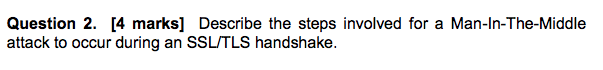 Question 2. [4 marks] Describe the steps involved for a Man-In-The-Middle
attack to occur during an SSL/TLS handshake.